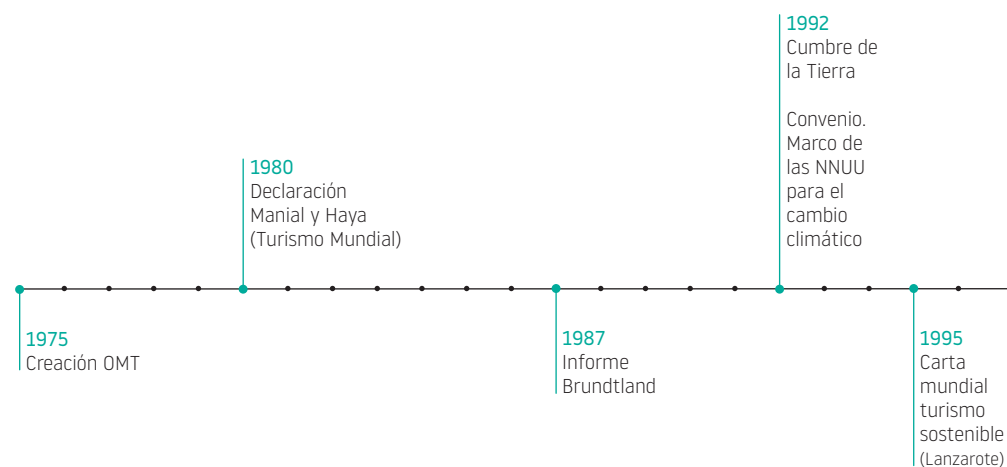 1975
Creación OMT
1980
Declaración
Manial y Haya
(Turismo Mundial)
1987
Informe
Brundtland
1992
Cumbre de
la Tierra
Convenio.
Marco de
las NNUU
para el
cambio
climático
1995
Carta
mundial
turismo
sostenible
(Lanzarote)